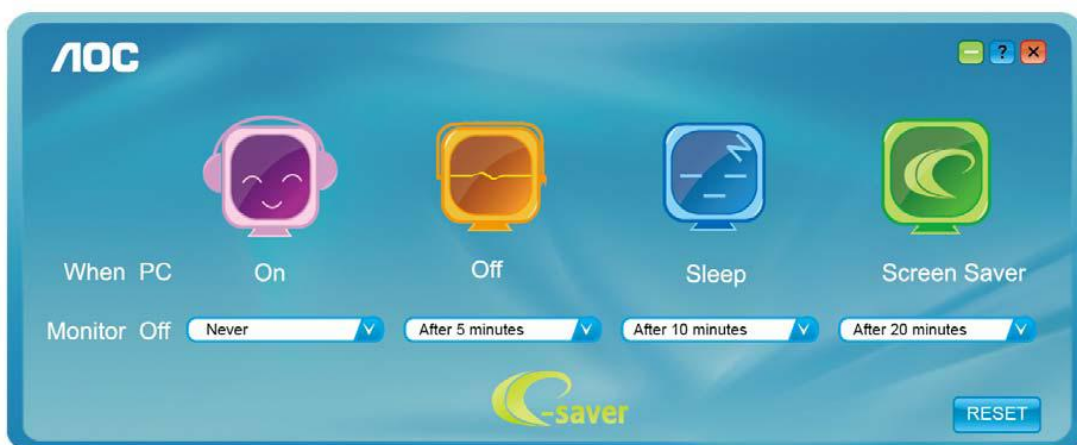 AOC
?
When PC On Off Sleep Screen Saver
Monitor Off Never After 5 minutes After 10 minutes After 20 minutes
e-saver
RESET